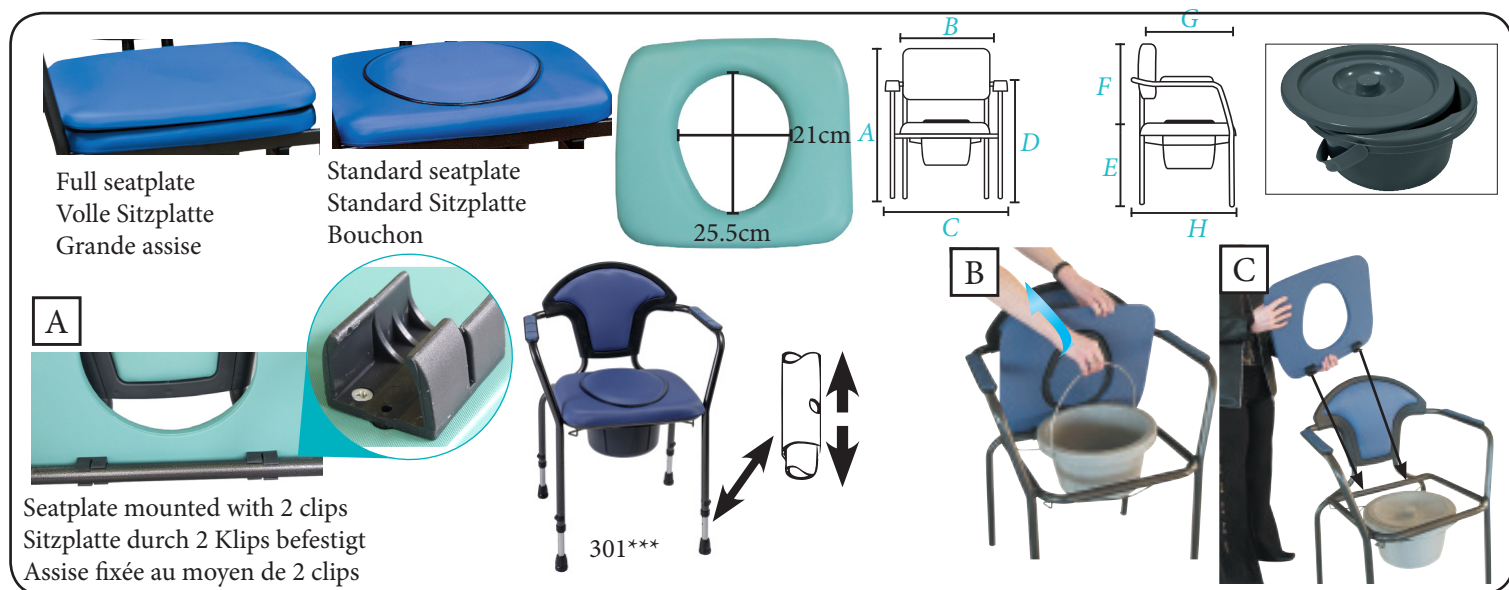 Full seatplate
Volle Sitzplatte
Grande assise
Standard seatplate
Standard Sitzplatte
Bouchon
21cm
25.5cm
A
B
C
D
E
F
G
H
A
Seatplate mounted with 2 clips
Sitzplatte durch 2 Klips befestigt
Assise fixée au moyen de 2 clips
301***
B
C